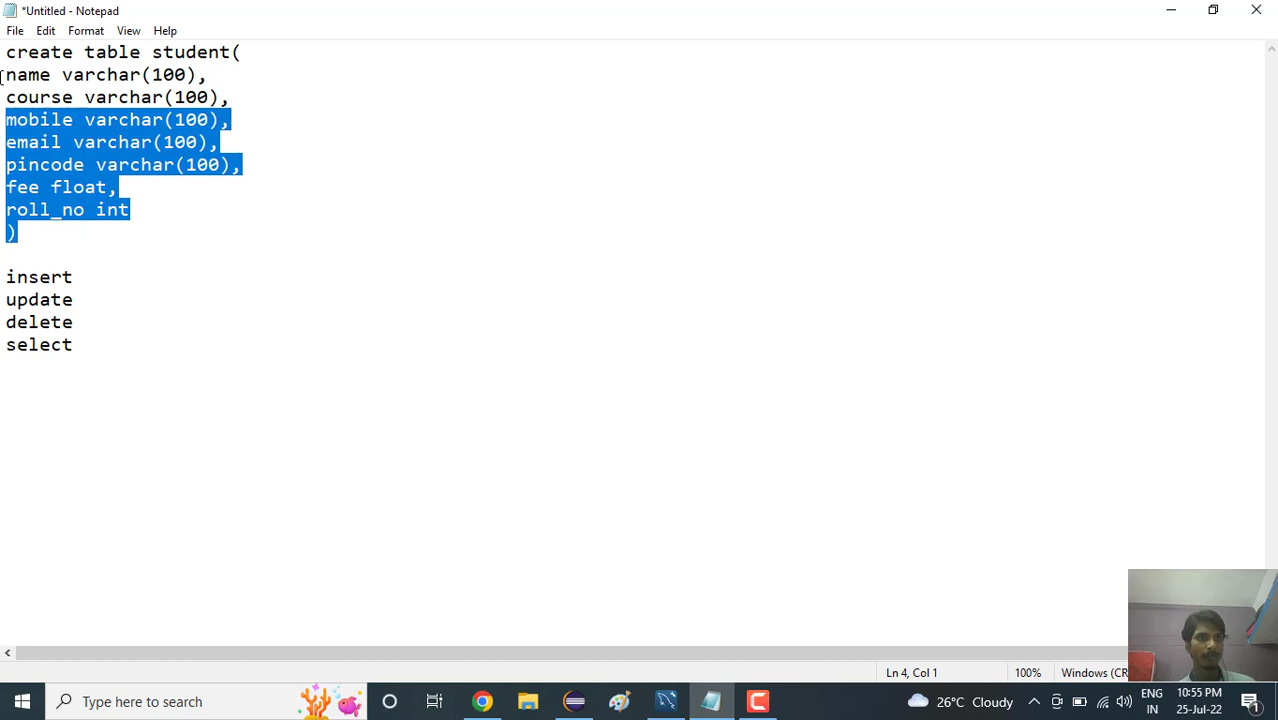 *Untitled - Notepad
File Edit Format View Help
create table student(
name varchar(100),
course varchar(100),
mobile varchar(100),
email varchar(100),
pincode varchar(100),
fee float,
roll_no int
)
insert
update
delete
select
Ln 4, Col 1
100%
Windows (CR
Type here to search
26°C Cloudy
ENG
IN
10:55 PM
25-Jul-22
1